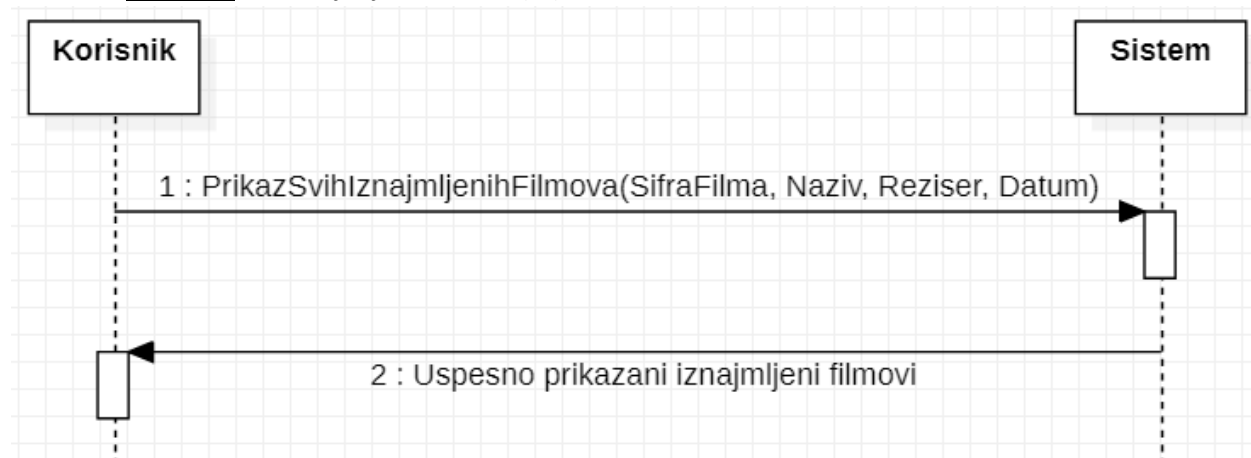 Korisnik
Sistem
1 : PrikazSvihIznajmljenihFilmova(SifraFilma, Naziv, Reziser, Datum)
2 : Uspesno prikazani iznajmljeni filmovi